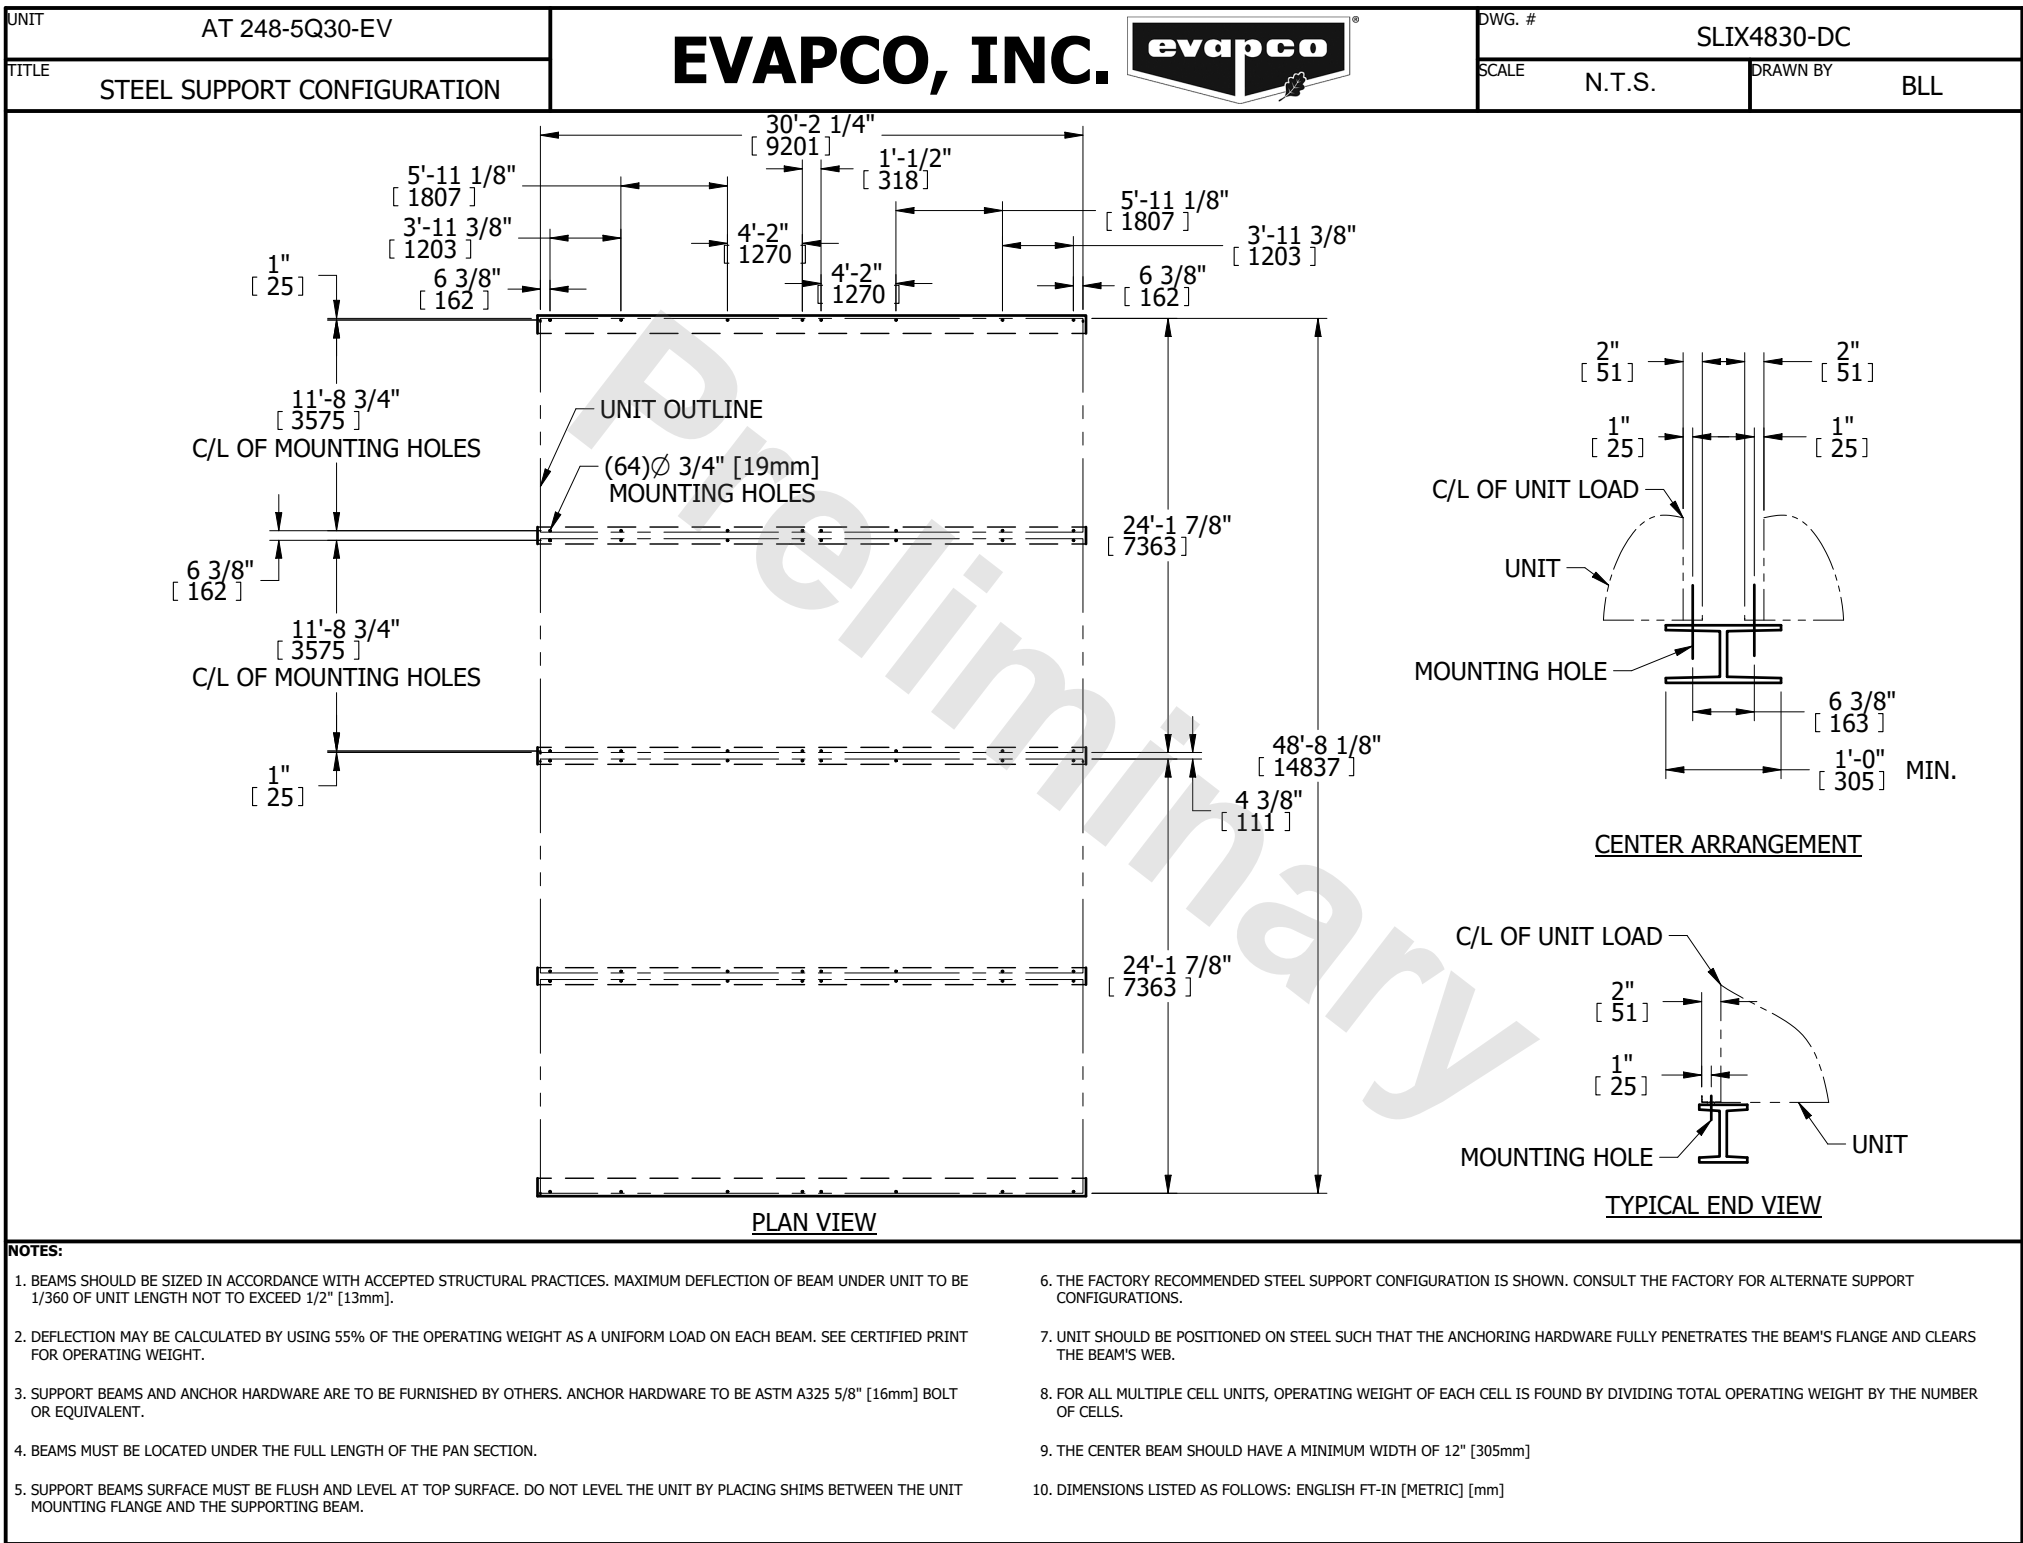 UNIT
AT 248-5Q30-EV
TITLE
STEEL SUPPORT CONFIGURATION
EVAPCO, INC.
evapco
®
DWG. #
SLIX4830-DC
SCALE
N.T.S.
DRAWN BY
BLL
30'-2 1/4"
[ 9201 ]
1'-1/2"
[ 318 ]
5'-11 1/8"
[ 1807 ]
5'-11 1/8"
[ 1807 ]
3'-11 3/8"
[ 1203 ]
4'-2"
[ 1270 ]
3'-11 3/8"
[ 1203 ]
1"
[ 25 ]
6 3/8"
[ 162 ]
4'-2"
[ 1270 ]
6 3/8"
[ 162 ]
11'-8 3/4"
[ 3575 ]
C/L OF MOUNTING HOLES
UNIT OUTLINE
(64)Ø 3/4" [19mm]
MOUNTING HOLES
6 3/8"
[ 162 ]
24'-1 7/8"
[ 7363 ]
11'-8 3/4"
[ 3575 ]
C/L OF MOUNTING HOLES
1"
[ 25 ]
48'-8 1/8"
[ 14837 ]
4 3/8"
[ 111 ]
24'-1 7/8"
[ 7363 ]
PLAN VIEW
Preliminary
2"
[ 51 ]
2"
[ 51 ]
1"
[ 25 ]
1"
[ 25 ]
C/L OF UNIT LOAD
UNIT
MOUNTING HOLE
6 3/8"
[ 163 ]
1'-0"
[ 305 ] MIN.
CENTER ARRANGEMENT
C/L OF UNIT LOAD
2"
[ 51 ]
1"
[ 25 ]
MOUNTING HOLE
UNIT
TYPICAL END VIEW
NOTES:
1. BEAMS SHOULD BE SIZED IN ACCORDANCE WITH ACCEPTED STRUCTURAL PRACTICES. MAXIMUM DEFLECTION OF BEAM UNDER UNIT TO BE
1/360 OF UNIT LENGTH NOT TO EXCEED 1/2" [13mm].
2. DEFLECTION MAY BE CALCULATED BY USING 55% OF THE OPERATING WEIGHT AS A UNIFORM LOAD ON EACH BEAM. SEE CERTIFIED PRINT
FOR OPERATING WEIGHT.
3. SUPPORT BEAMS AND ANCHOR HARDWARE ARE TO BE FURNISHED BY OTHERS. ANCHOR HARDWARE TO BE ASTM A325 5/8" [16mm] BOLT
OR EQUIVALENT.
4. BEAMS MUST BE LOCATED UNDER THE FULL LENGTH OF THE PAN SECTION.
5. SUPPORT BEAMS SURFACE MUST BE FLUSH AND LEVEL AT TOP SURFACE. DO NOT LEVEL THE UNIT BY PLACING SHIMS BETWEEN THE UNIT
MOUNTING FLANGE AND THE SUPPORTING BEAM.
6. THE FACTORY RECOMMENDED STEEL SUPPORT CONFIGURATION IS SHOWN. CONSULT THE FACTORY FOR ALTERNATE SUPPORT
CONFIGURATIONS.
7. UNIT SHOULD BE POSITIONED ON STEEL SUCH THAT THE ANCHORING HARDWARE FULLY PENETRATES THE BEAM'S FLANGE AND CLEARS
THE BEAM'S WEB.
8. FOR ALL MULTIPLE CELL UNITS, OPERATING WEIGHT OF EACH CELL IS FOUND BY DIVIDING TOTAL OPERATING WEIGHT BY THE NUMBER
OF CELLS.
9. THE CENTER BEAM SHOULD HAVE A MINIMUM WIDTH OF 12" [305mm]
10. DIMENSIONS LISTED AS FOLLOWS: ENGLISH FT-IN [METRIC] [mm]